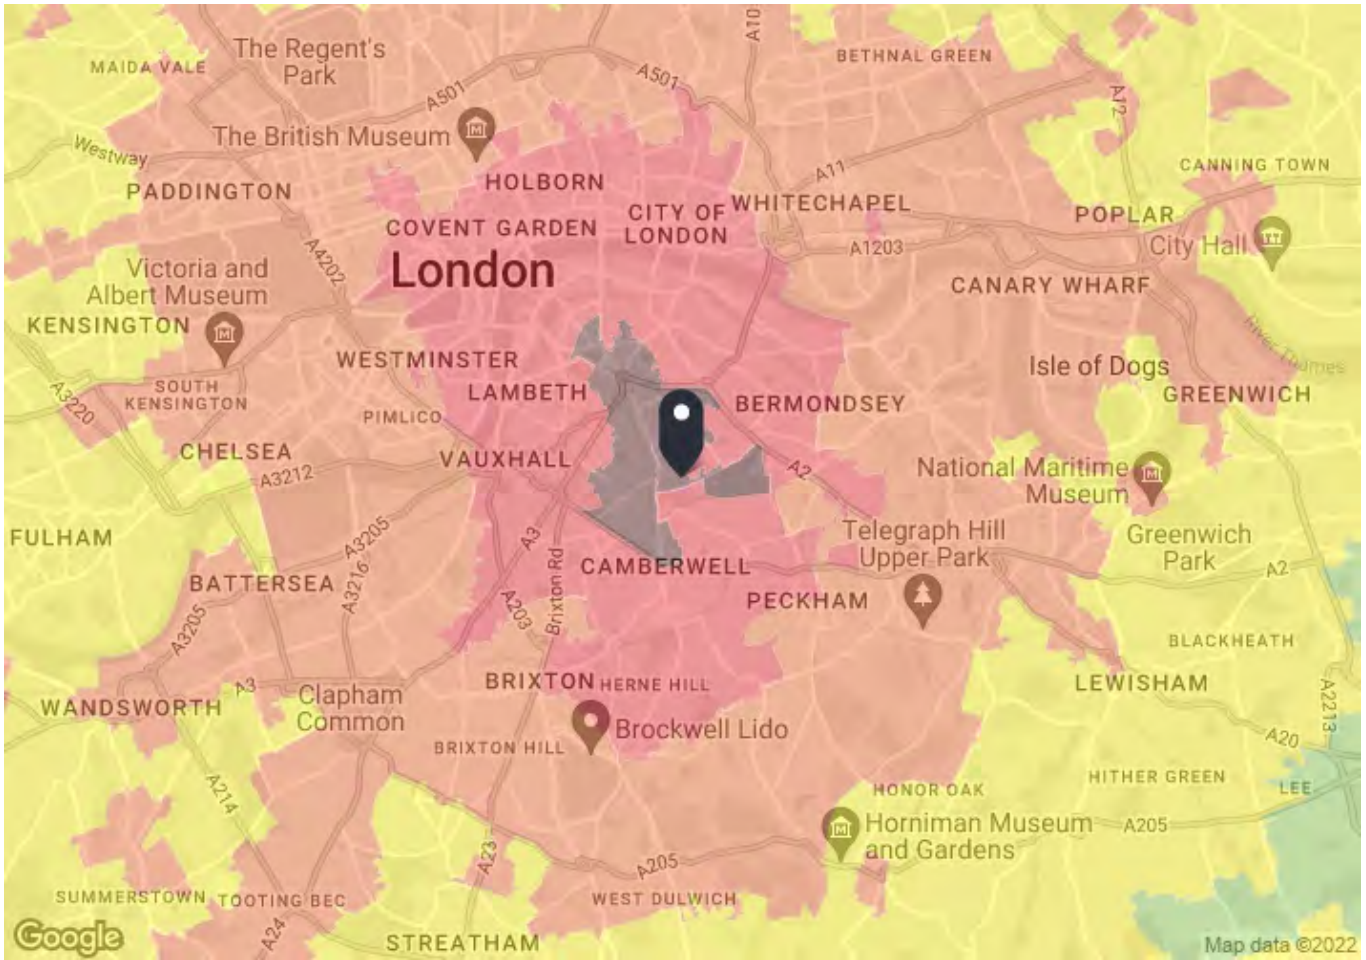 The Regent's
Park
MAIDA VALE
A10
BETHNAL GREEN
A501
A501
A12
The British Museum
Westway
A11
CANNING TOWN
PADDINGTON
HOLBORN
WHITECHAPEL
CITY OF
LONDON
POPLAR
COVENT GARDEN
City Hall
A4202
A1203
London
Victoria and
Albert Museum
CANARY WHARF
KENSINGTON
River Thames
WESTMINSTER
Isle of Dogs
SOUTH
KENSINGTON
LAMBETH
GREENWICH
A3220
PIMLICO
BERMONDSEY
CHELSEA
VAUXHALL
A2
National Maritime
Museum
A3212
FULHAM
A3205
A3
Telegraph Hill
Upper Park
Greenwich
Park
CAMBERWELL
A2
BATTERSEA
A3216
Brixton Rd
PECKHAM
A203
A3205
BLACKHEATH
BRIXTON
HERNE HILL
LEWISHAM
A3
Clapham
Common
WANDSWORTH
A2213
Brockwell Lido
A20
BRIXTON HILL
HITHER GREEN
A214
HONOR OAK
LEE
Horniman Museum
and Gardens
A205
A23
A205
SUMMERSTOWN
TOOTING BEC
WEST DULWICH
A24
STREATHAM
Google
Map data ©2022